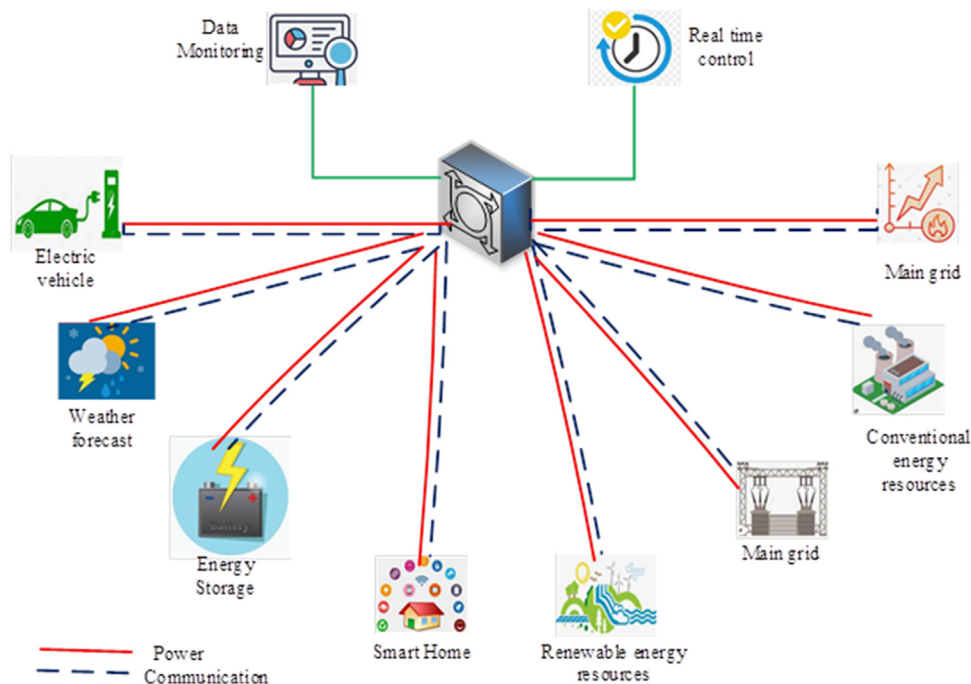 Data
Monitoring
Real time
control
Electric
vehicle
Main grid
Weather
forecast
Conventional
energy
resources
Energy
Storage
Main grid
Smart Home
Renewable energy
resources
Power
Communication